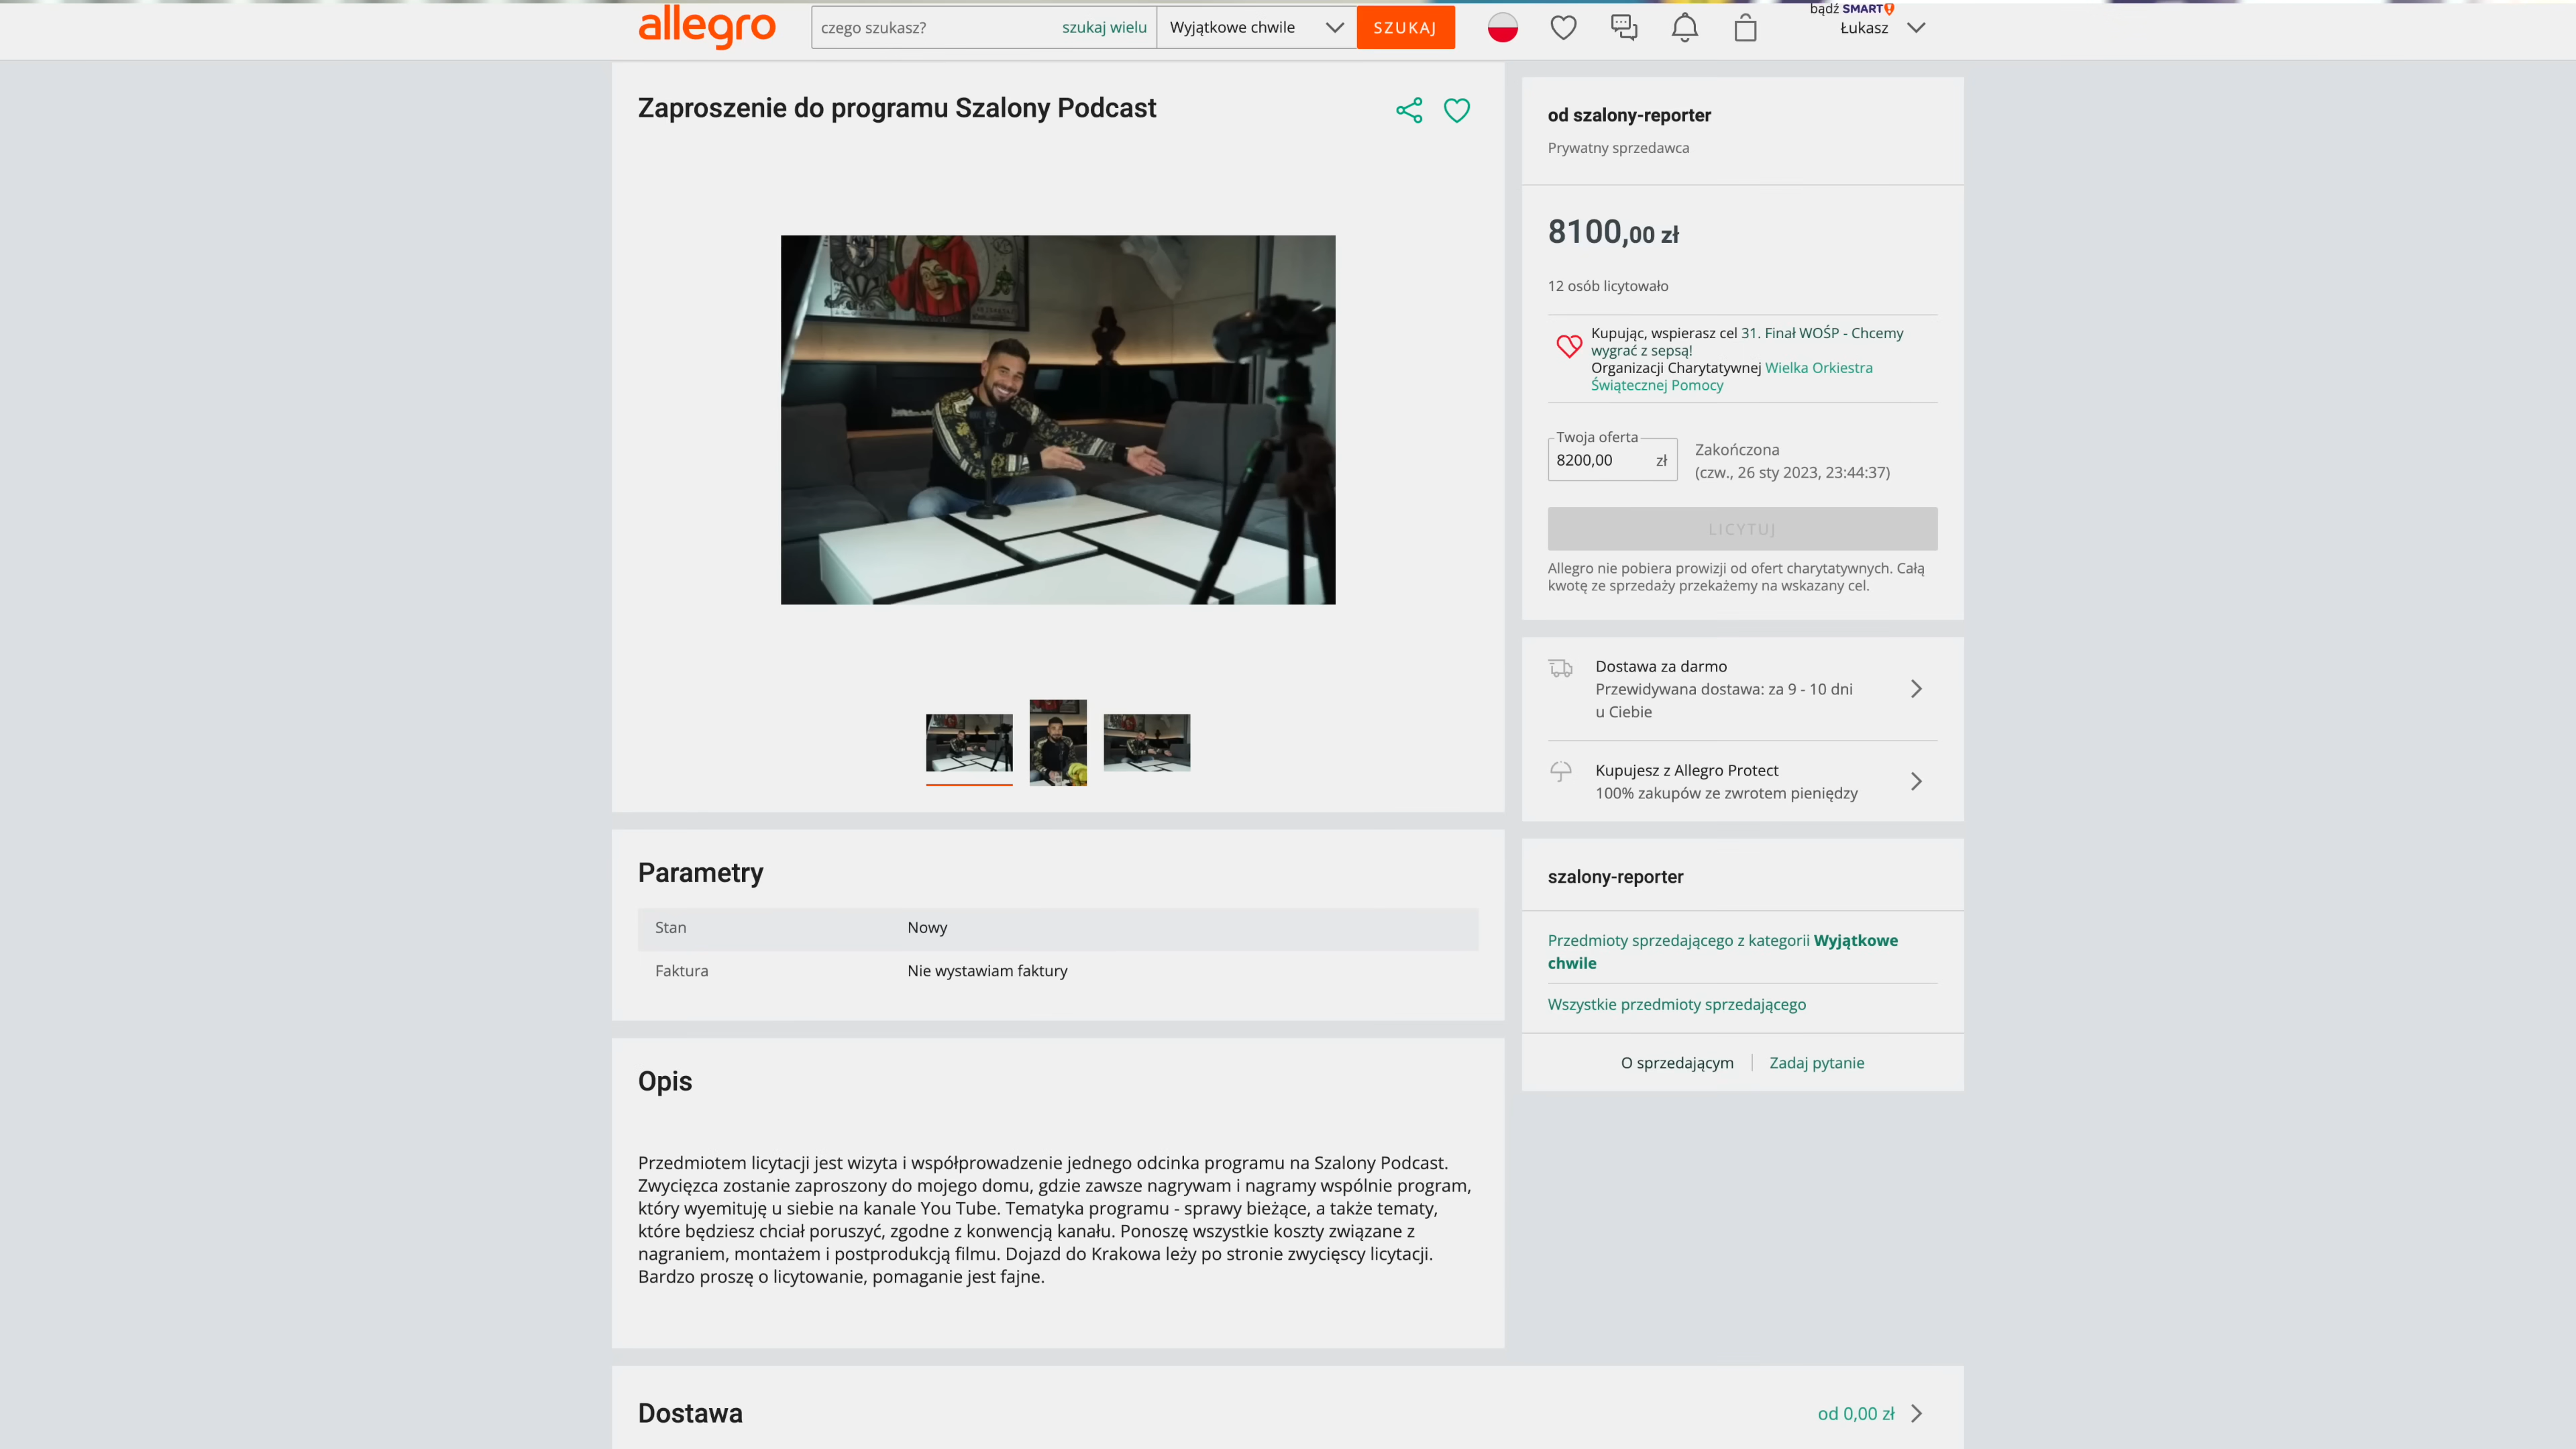 allegro
czego szukasz?
szukaj wielu
Wyjątkowe chwile
SZUKAJ
bądź SMART!
Łukasz
Zaproszenie do programu Szalony Podcast
od szalony-reporter
Prywatny sprzedawca
8100,00 zł
12 osób licytowało
Kupując, wspierasz cel 31. Finał WOŚP - Chcemy
wygrać z sepsą!
Organizacji Charytatywnej Wielka Orkiestra
Świątecznej Pomocy
Twoja oferta
8200,00 zł
Zakończona
(czw., 26 sty 2023, 23:44:37)
LICYTUJ
Allegro nie pobiera prowizji od ofert charytatywnych. Całą
kwotę ze sprzedaży przekażemy na wskazany cel.
Dostawa za darmo
Przewidywana dostawa: za 9 - 10 dni
u Ciebie
Kupujesz z Allegro Protect
100% zakupów ze zwrotem pieniędzy
szalony-reporter
Przedmioty sprzedającego z kategorii Wyjątkowe
chwile
Wszystkie przedmioty sprzedającego
O sprzedającym
Zadaj pytanie
Parametry
Stan Nowy
Faktura Nie wystawiam faktury
Opis
Przedmiotem licytacji jest wizyta i współprowadzenie jednego odcinka programu na Szalony Podcast.
Zwycięzca zostanie zaproszony do mojego domu, gdzie zawsze nagrywam i nagramy wspólnie program,
który wyemituję u siebie na kanale You Tube. Tematyka programu - sprawy bieżące, a także tematy,
które będziesz chciał poruszyć, zgodne z konwencją kanału. Ponoszę wszystkie koszty związane z
nagraniem, montażem i postprodukcją filmu. Dojazd do Krakowa leży po stronie zwycięscy licytacji.
Bardzo proszę o licytowanie, pomaganie jest fajne.
Dostawa
od 0,00 zł